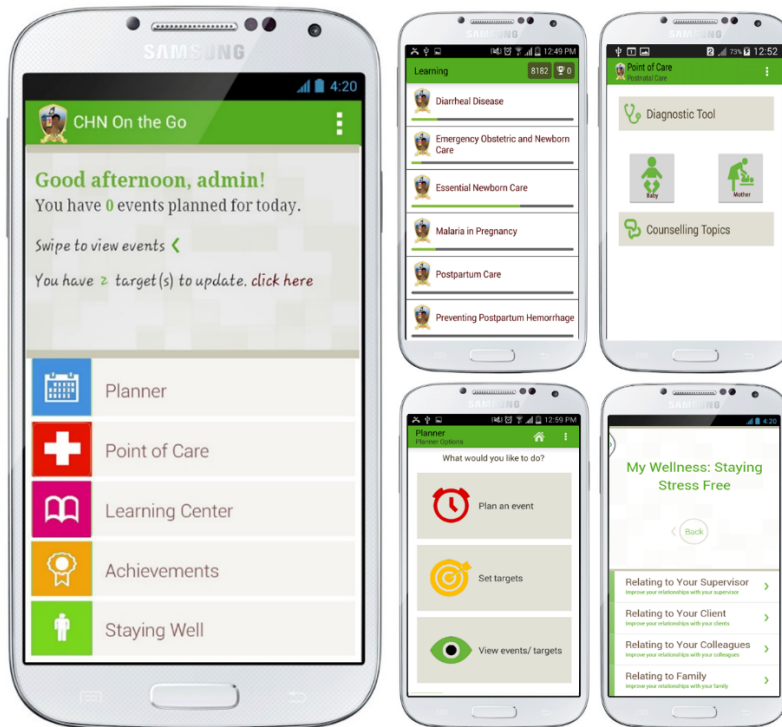 SAMSUNG
4:20
CHN On the Go
Good afternoon, admin!
You have 0 events planned for today.
Swipe to view events
You have 2 target(s) to update. click here
Planner
Point of Care
Learning Center
Achievements
Staying Well
12:49 PM
Learning
8182
0
Diarrheal Disease
Emergency Obstetric and Newborn
Care
Essential Newborn Care
Malaria in Pregnancy
Postpartum Care
Preventing Postpartum Hemorrhage
73% 12:52
Point of Care
Postnatal Care
Diagnostic Tool
Baby
Mother
Counselling Topics
12:59 PM
Planner
Planner Options
What would you like to do?
Plan an event
Set targets
View events/ targets
4:20
My Wellness: Staying
Stress Free
Back
Relating to Your Supervisor
Improve your relationships with your supervisor
Relating to Your Client
Improve your relationships with your clients
Relating to Your Colleagues
Improve your relationships with your colleagues
Relating to Family
Improve your relationships with your family